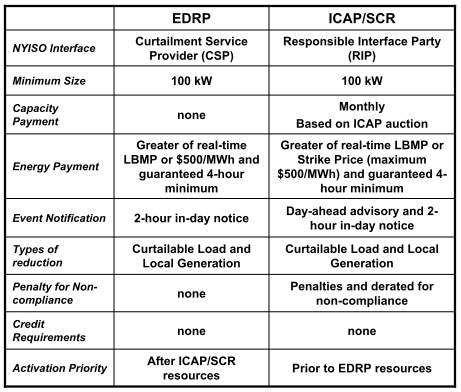 EDRP ICAP/SCR
NYISO Interface
Curtailment Service
Provider (CSP)
Responsible Interface Party
(RIP)
Minimum Size
100 kW
100 kW
Capacity
Payment
none
Monthly
Based on ICAP auction
Energy Payment
Greater of real-time
LBMP or $500/MWh and
guaranteed 4-hour
minimum
Greater of real-time LBMP or
Strike Price (maximum
$500/MWh) and guaranteed 4-
hour minimum
Event Notification
2-hour in-day notice
Day-ahead advisory and 2-
hour in-day notice
Types of
reduction
Curtailable Load and
Local Generation
Curtailable Load and Local
Generation
Penalty for Non-
compliance
none
Penalties and derated for
non-compliance
Credit
Requirements
none
none
Activation Priority
After ICAP/SCR
resources
Prior to EDRP resources